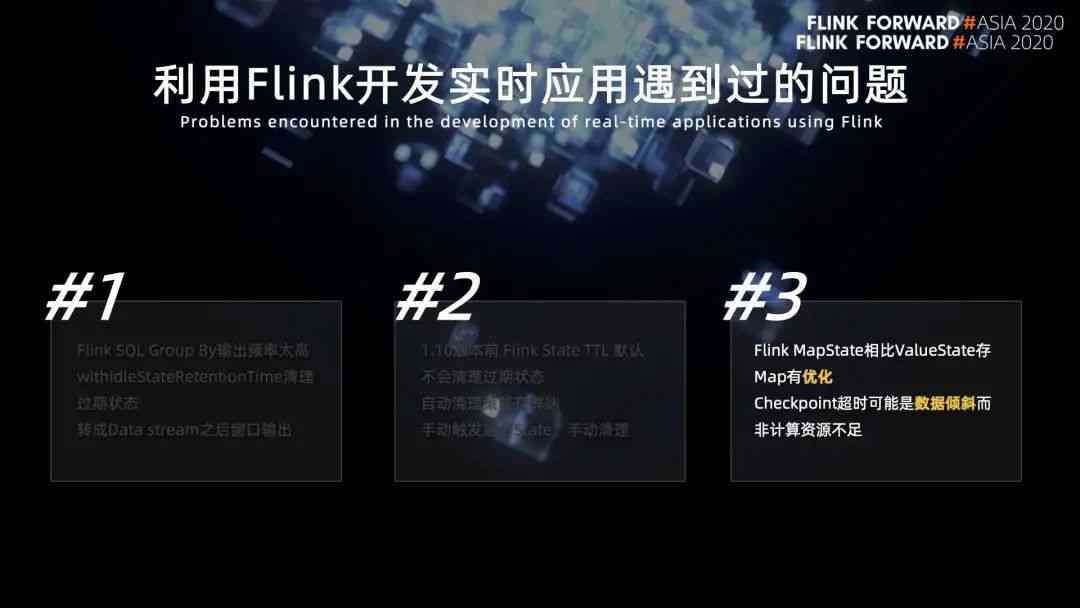 FLINK FORWARD #ASIA 2020
FLINK FORWARD #ASIA 2020
利用Flink开发实时应用遇到过的问题
Problems encountered in the development of real-time applications using Flink
#1
Flink SQL Group By输出频率太高
withIdleStateRetentionTime清理
过期状态
转成Data stream之后窗口输出
#2
1.10版本前 Flink State TTL 默认
不会清理过期状态
自动清理
手动触发 State 手动清理
#3
Flink MapState相比ValueState存
Map有优化
Checkpoint超时可能是数据倾斜而
非计算资源不足